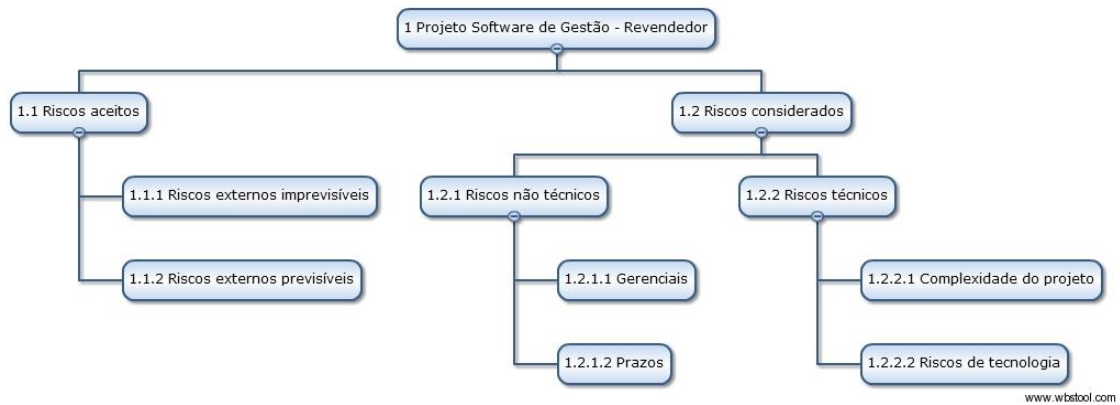 1 Projeto Software de Gestão - Revendedor
1.1 Riscos aceitos
1.2 Riscos considerados
1.1.1 Riscos externos imprevisíveis
1.2.1 Riscos não técnicos
1.2.2 Riscos técnicos
1.1.2 Riscos externos previsíveis
1.2.1.1 Gerenciais
1.2.2.1 Complexidade do projeto
1.2.1.2 Prazos
1.2.2.2 Riscos de tecnologia
www.wbstool.com